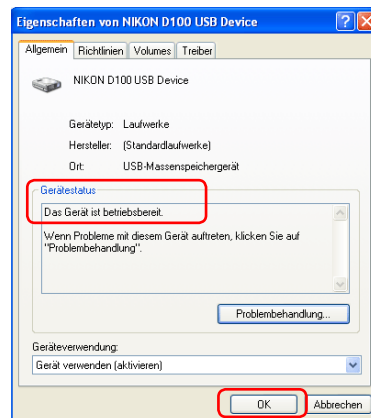 Eigenschaften von NIKON D100 USB Device
Allgemein Richtlinien Volumes Treiber
NIKON D100 USB Device
Gerätetyp: Laufwerke
Hersteller: (Standardlaufwerke)
Ort: USB-Massenspeichergerät
Gerätestatus
Das Gerät ist betriebsbereit.
Wenn Probleme mit diesem Gerät auftreten, klicken Sie auf
"Problembehandlung".
Problembehandlung...
Geräteverwendung:
Gerät verwenden (aktivieren)
OK Abbrechen